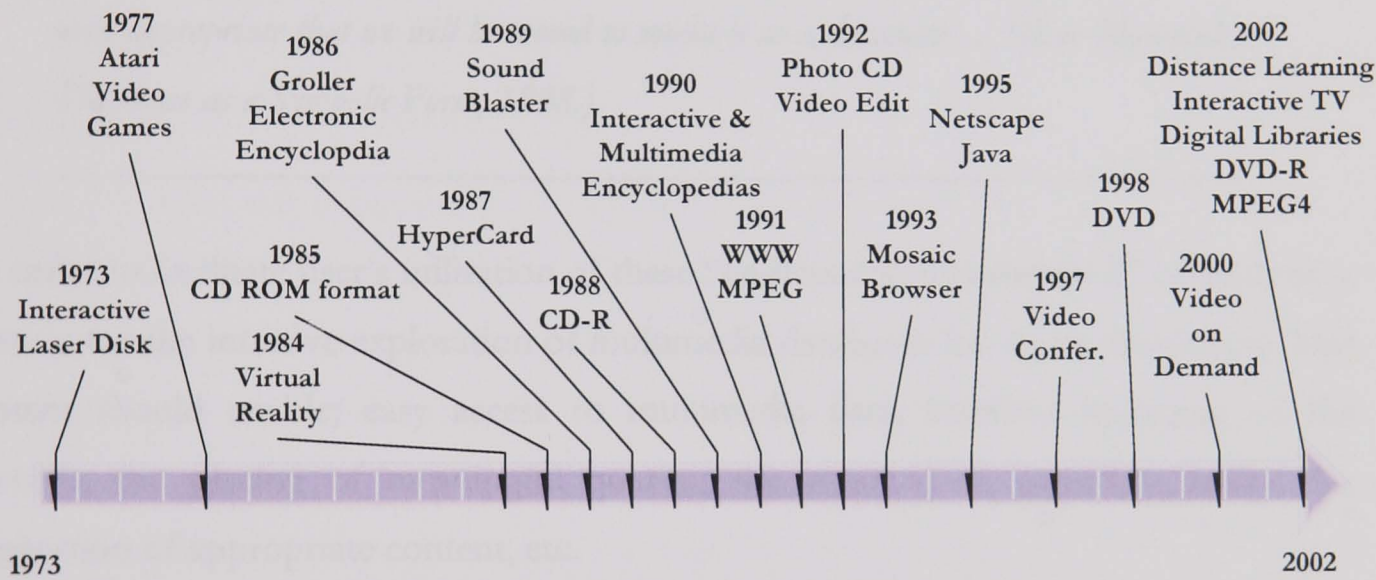 1973
Interactive
Laser Disk
1977
Atari
Video
Games
1984
Virtual
Reality
1985
CD ROM format
1986
Groller
Electronic
Encyclopdia
1987
HyperCard
1988
CD-R
1989
Sound
Blaster
1990
Interactive &
Multimedia
Encyclopedias
1991
WWW
MPEG
1992
Photo CD
Video Edit
1993
Mosaic
Browser
1995
Netscape
Java
1997
Video
Confer.
1998
DVD
2000
Video
on
Demand
2002
Distance Learning
Interactive TV
Digital Libraries
DVD-R
MPEG4
1973
2002